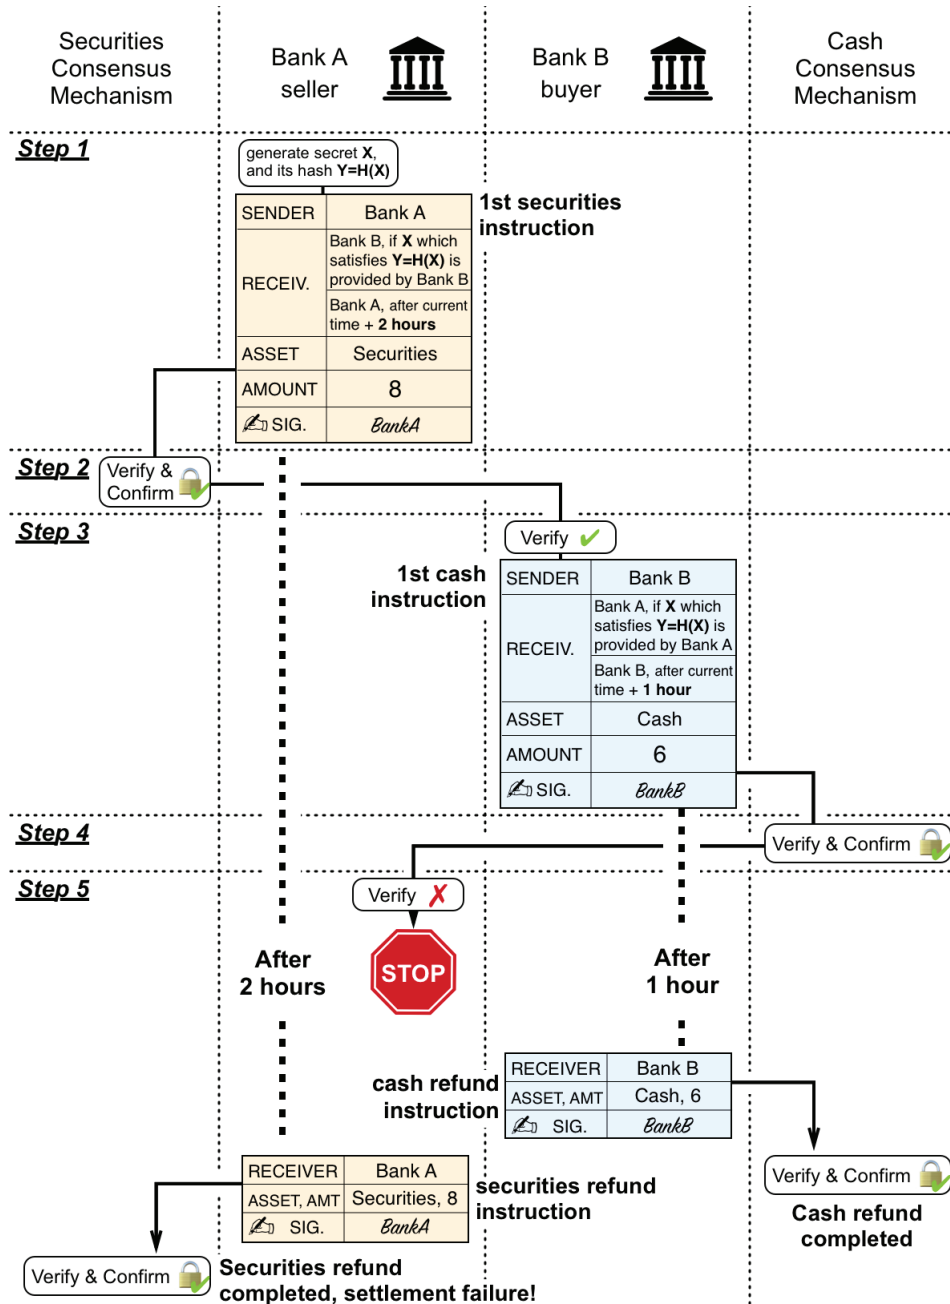 Securities
Consensus
Mechanism
Bank A
seller
Bank B
buyer
Cash
Consensus
Mechanism
Step 1
generate secret X,
and its hash Y=H(X)
1st securities
instruction
SENDER
Bank A
RECEIV.
Bank B, if X which
satisfies Y=H(X) is
provided by Bank B
Bank A, after current
time + 2 hours
ASSET
Securities
AMOUNT
8
SIG.
BankA
Step 2
Verify &
Confirm
Step 3
Verify
1st cash
instruction
SENDER
Bank B
RECEIV.
Bank A, if X which
satisfies Y=H(X) is
provided by Bank A
Bank B, after current
time + 1 hour
ASSET
Cash
AMOUNT
6
SIG.
BankB
Step 4
Verify & Confirm
Step 5
Verify
STOP
After
2 hours
After
1 hour
cash refund
instruction
RECEIVER
Bank B
ASSET, AMT
Cash, 6
SIG.
BankB
Verify & Confirm
Cash refund
completed
RECEIVER
Bank A
ASSET, AMT
Securities, 8
SIG.
BankA
securities refund
instruction
Verify & Confirm
Securities refund
completed, settlement failure!